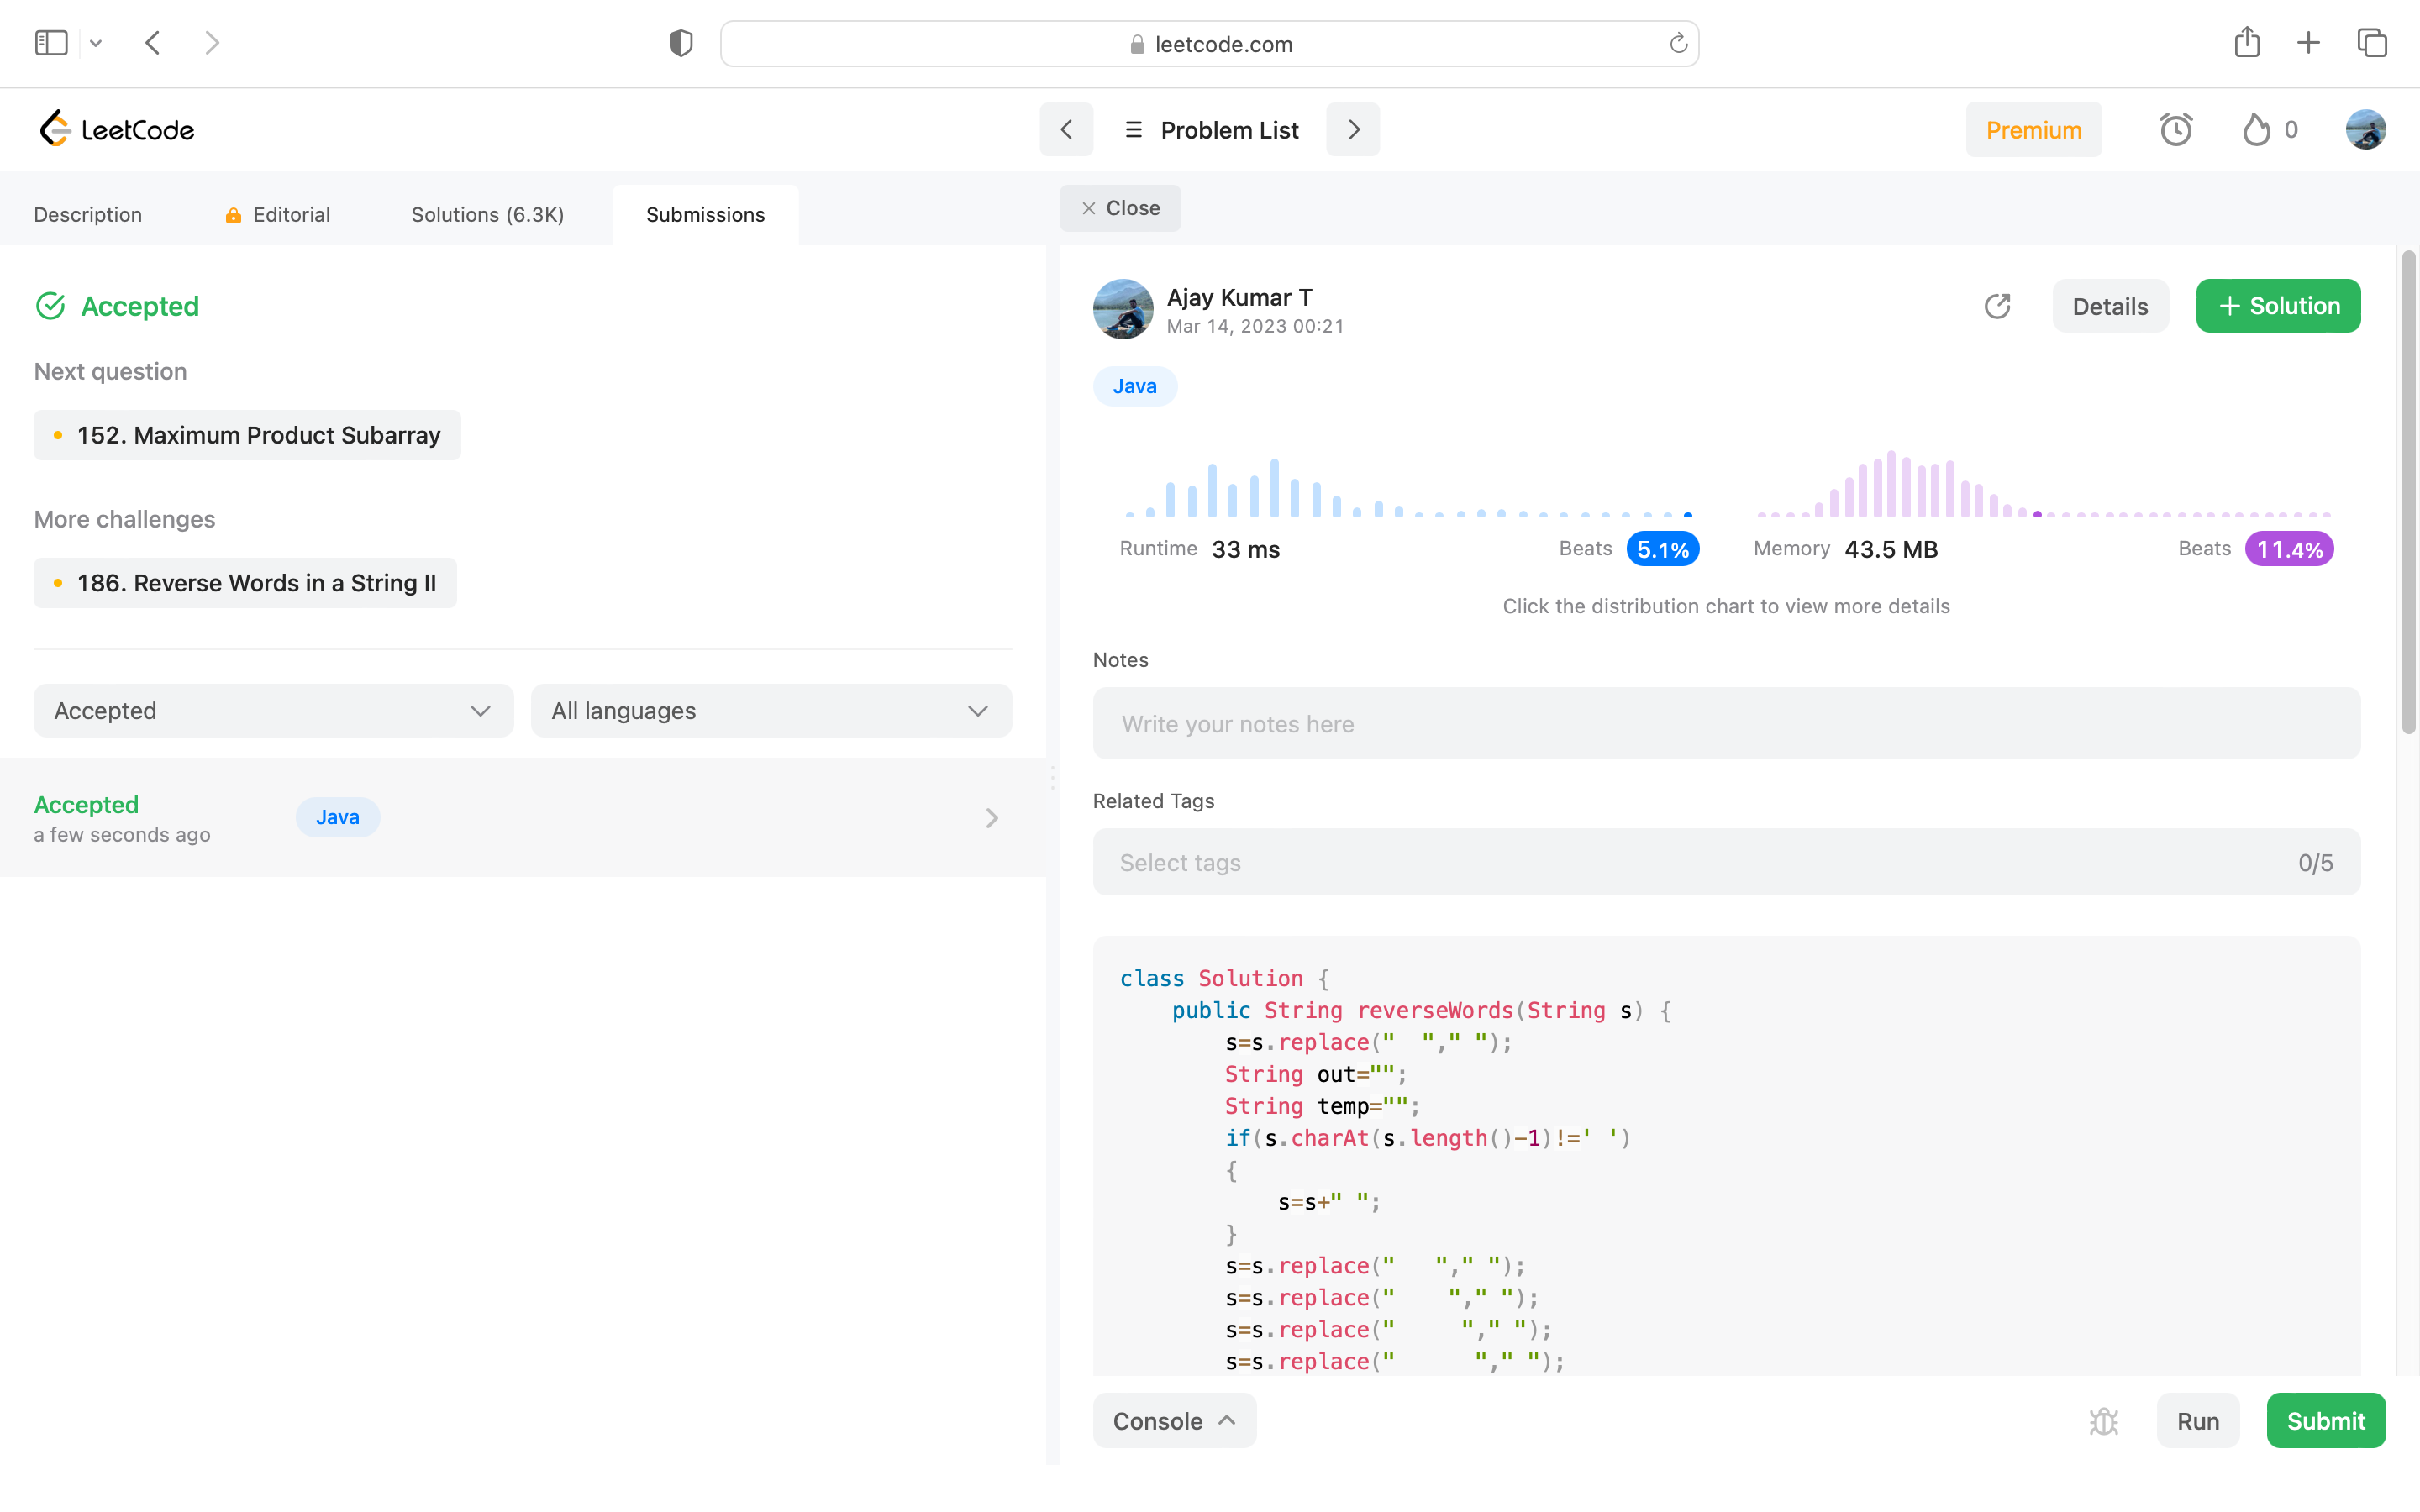 leetcode.com
LeetCode
Problem List
Premium
0
Description
Editorial
Solutions (6.3K)
Submissions
Close
Accepted
Next question
152. Maximum Product Subarray
More challenges
186. Reverse Words in a String II
Accepted
All languages
Accepted
a few seconds ago
Java
Ajay Kumar T
Mar 14, 2023 00:21
Details
+ Solution
Java
Runtime 33 ms
Beats 5.1%
Memory 43.5 MB
Beats 11.4%
Click the distribution chart to view more details
Notes
Write your notes here
Related Tags
Select tags
0/5
class Solution {
    public String reverseWords(String s) {
        s=s.replace("  "," ");
        String out="";
        String temp="";
        if(s.charAt(s.length()-1)!=' ')
        {
            s=s+" ";
        }
        s=s.replace("   "," ");
        s=s.replace("    "," ");
        s=s.replace("     "," ");
        s=s.replace("      "," ");
Console
Run
Submit